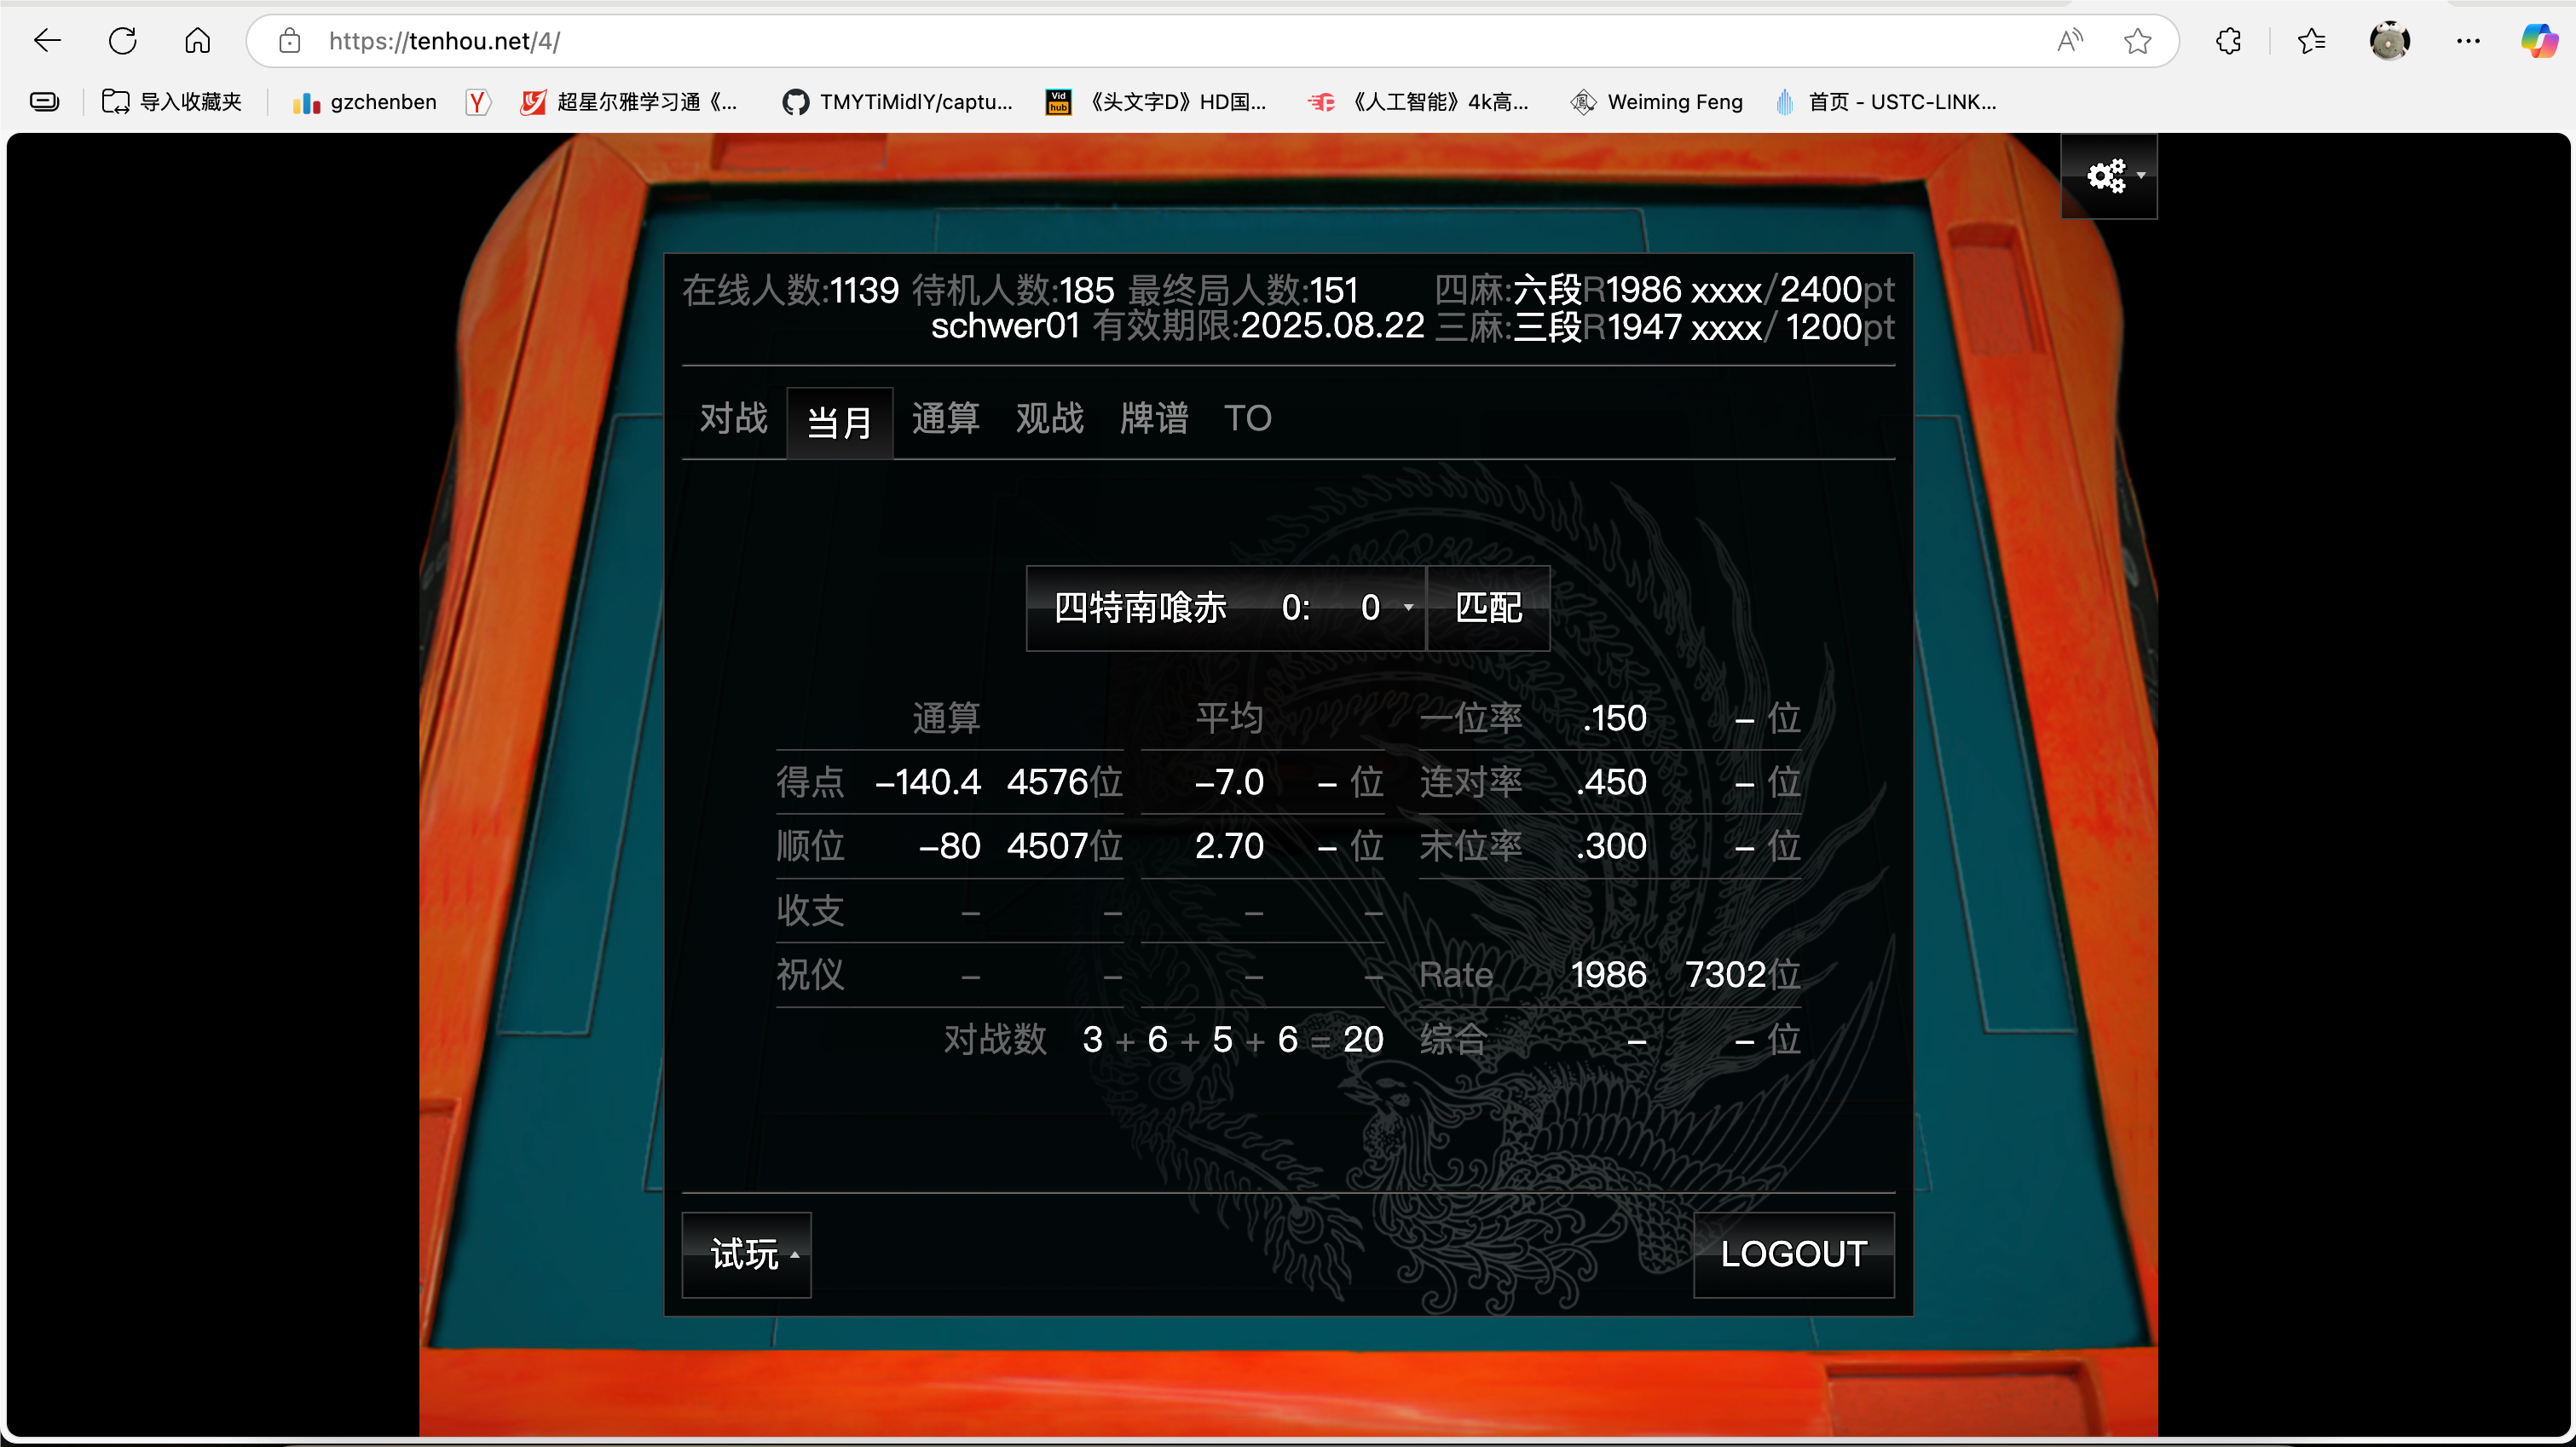 https://tenhou.net/4/
导入收藏夹 gzchenben 超星尔雅学习通《... TMYTiMidlY/captu... 《头文字D》HD国... 《人工智能》4k高... Weiming Feng 首页 - USTC-LINK...
在线人数:1139 待机人数:185 最终局人数:151 四麻:六段R1986 xxxx/2400pt
schwer01 有效期限:2025.08.22 三麻:三段R1947 xxxx/ 1200pt
对战 当月 通算 观战 牌谱 TO
四特南喰赤 0: 0 匹配
通算 平均 一位率 .150 – 位
得点 –140.4 4576位 –7.0 – 位 连对率 .450 – 位
顺位 –80 4507位 2.70 – 位 末位率 .300 – 位
收支 – – – –
祝仪 – – – – Rate 1986 7302位
对战数 3 + 6 + 5 + 6 = 20 综合 – – 位
试玩 LOGOUT